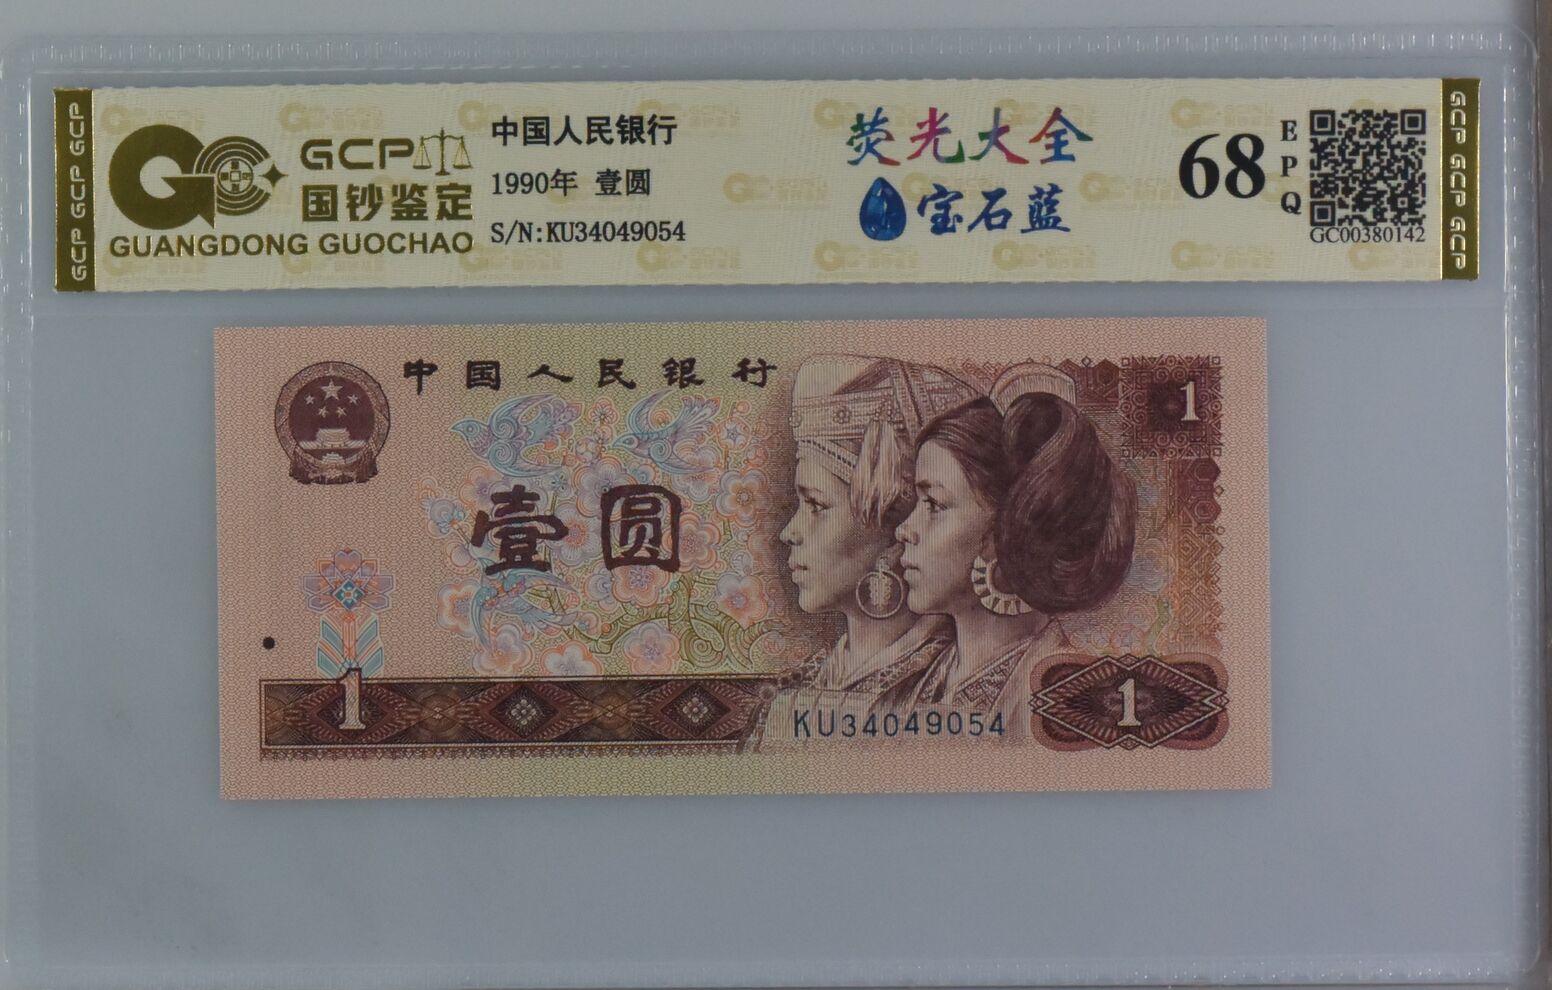 GCP
国钞鉴定
GUANGDONG GUOCHAO
中国人民银行
1990年 壹圆
S/N:KU34049054
荧光大全
宝石蓝
68
EPQ
GC00380142
GCP GCP GCP
GCP GCP GCP
中国人民银行
1
壹圆
1
1
KU34049054